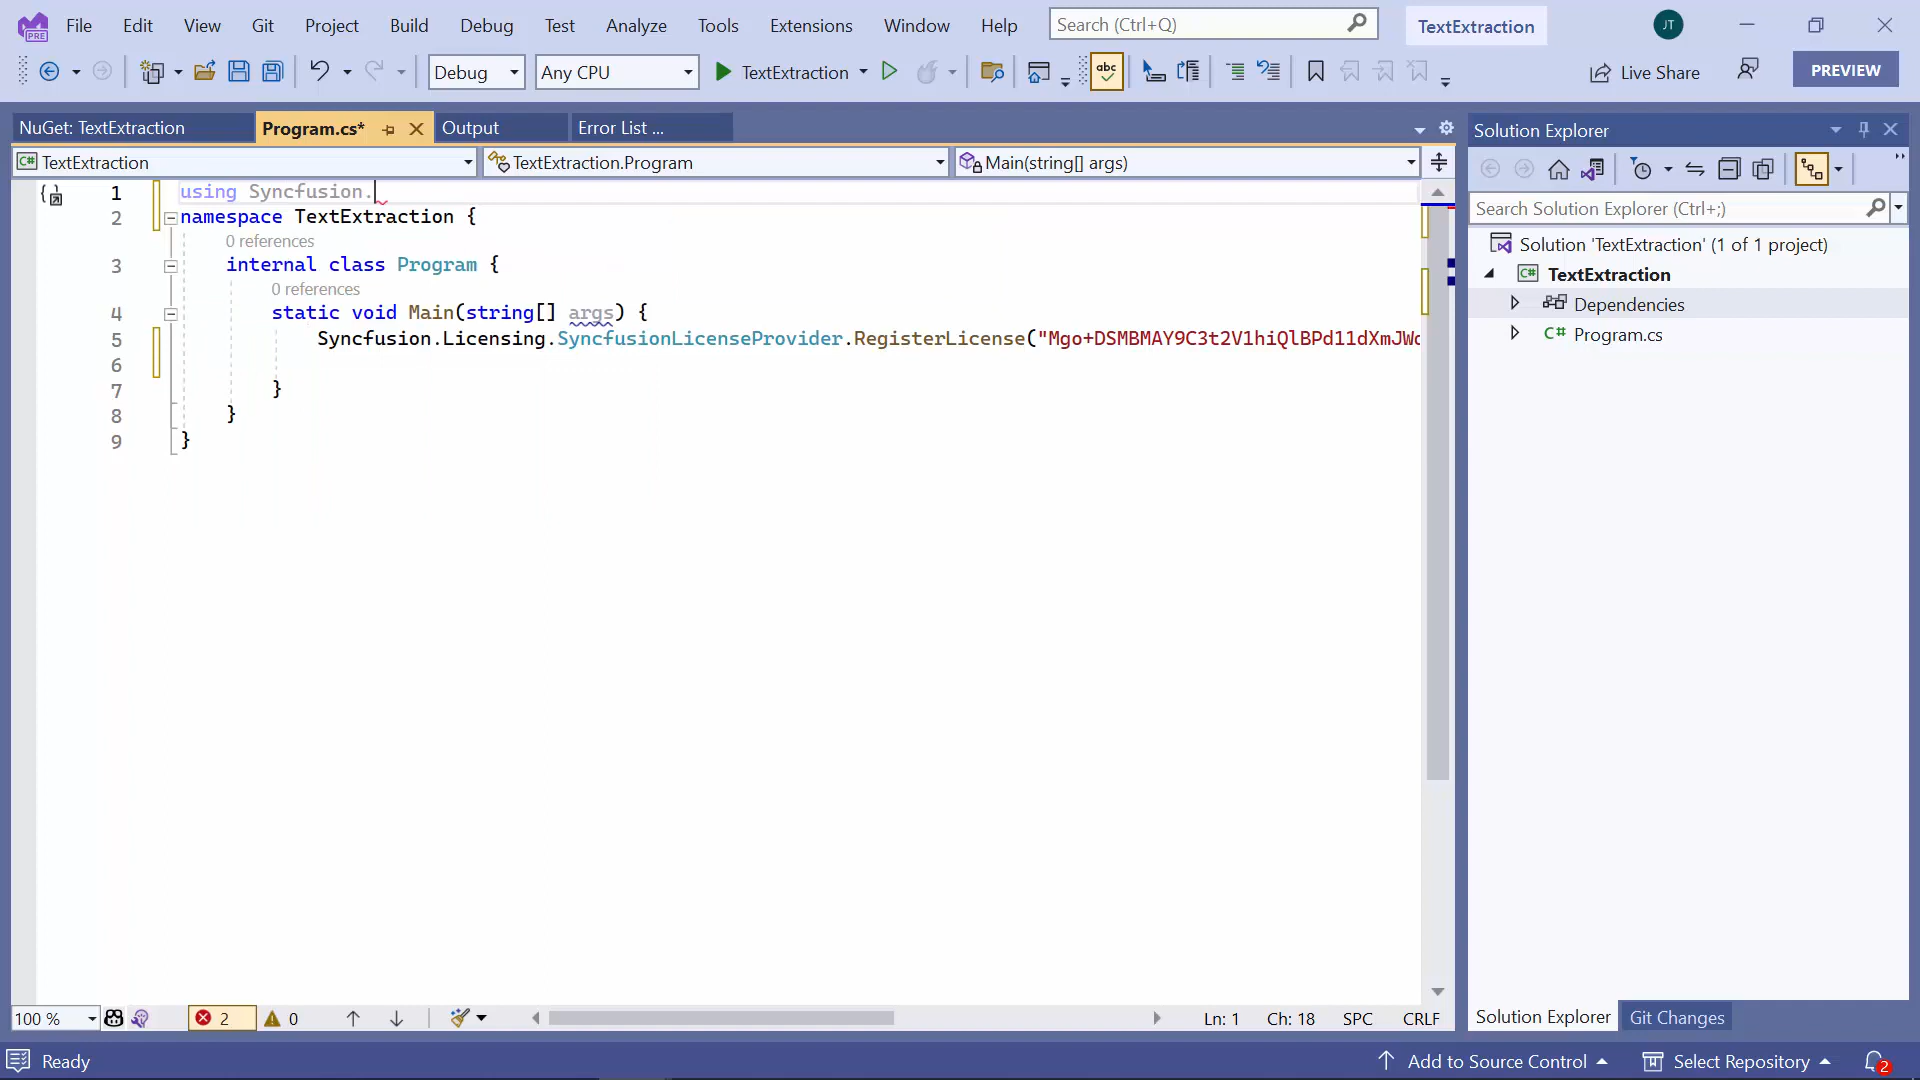 File Edit View Git Project Build Debug Test Analyze Tools Extensions Window Help Search (Ctrl+Q) TextExtraction JT
PRE
Debug Any CPU TextExtraction abc Live Share PREVIEW
NuGet: TextExtraction Program.cs* Output Error List ...
TextExtraction TextExtraction.Program Main(string[] args)
1 using Syncfusion.
2 namespace TextExtraction {
0 references
3 internal class Program {
0 references
4 static void Main(string[] args) {
5 Syncfusion.Licensing.SyncfusionLicenseProvider.RegisterLicense("Mgo+DSMBMAY9C3t2V1hiQlBPd11dXmJWd
6
7 }
8 }
9 }
100 % 2 0 Ln: 1 Ch: 18 SPC CRLF
Solution Explorer
Search Solution Explorer (Ctrl+;)
Solution 'TextExtraction' (1 of 1 project)
C# TextExtraction
Dependencies
C# Program.cs
Solution Explorer Git Changes
Ready Add to Source Control Select Repository 2